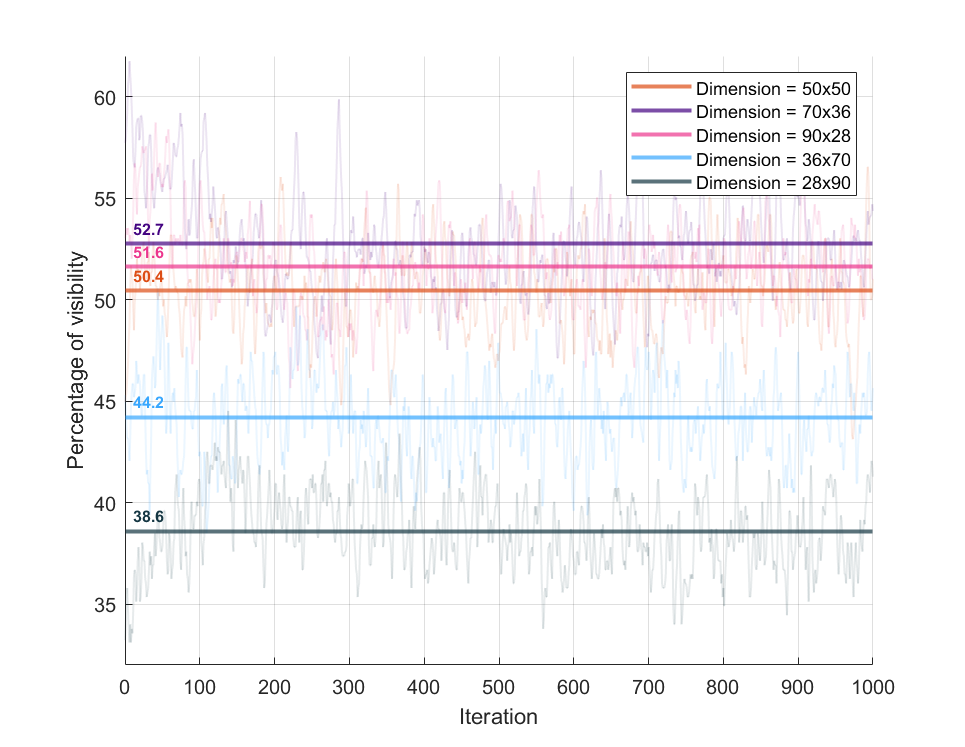 Dimension = 50x50
Dimension = 70x36
Dimension = 90x28
Dimension = 36x70
Dimension = 28x90
60
55
50
45
40
35
52.7
51.6
50.4
44.2
38.6
Percentage of visibility
0 100 200 300 400 500 600 700 800 900 1000
Iteration